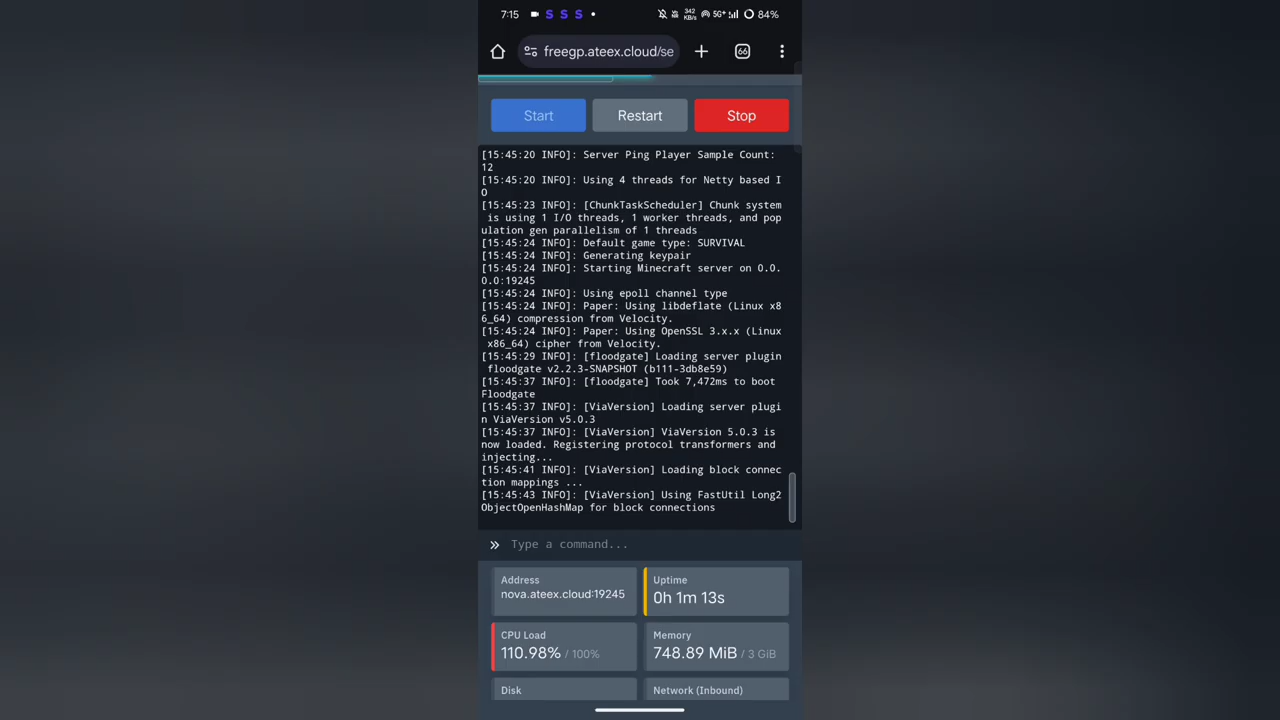 7:15 S S S 342 KB/s 5G+ 84%
freegp.ateex.cloud/se 66
Start Restart Stop
[15:45:20 INFO]: Server Ping Player Sample Count:
12
[15:45:20 INFO]: Using 4 threads for Netty based I
O
[15:45:23 INFO]: [ChunkTaskScheduler] Chunk system
is using 1 I/O threads, 1 worker threads, and pop
ulation gen parallelism of 1 threads
[15:45:24 INFO]: Default game type: SURVIVAL
[15:45:24 INFO]: Generating keypair
[15:45:24 INFO]: Starting Minecraft server on 0.0.
0.0:19245
[15:45:24 INFO]: Using epoll channel type
[15:45:24 INFO]: Paper: Using libdeflate (Linux x8
6_64) compression from Velocity.
[15:45:24 INFO]: Paper: Using OpenSSL 3.x.x (Linux
x86_64) cipher from Velocity.
[15:45:29 INFO]: [floodgate] Loading server plugin
floodgate v2.2.3-SNAPSHOT (b111-3db8e59)
[15:45:37 INFO]: [floodgate] Took 7,472ms to boot
Floodgate
[15:45:37 INFO]: [ViaVersion] Loading server plugi
n ViaVersion v5.0.3
[15:45:37 INFO]: [ViaVersion] ViaVersion 5.0.3 is
now loaded. Registering protocol transformers and
injecting...
[15:45:41 INFO]: [ViaVersion] Loading block connec
tion mappings ...
[15:45:43 INFO]: [ViaVersion] Using FastUtil Long2
ObjectOpenHashMap for block connections
» Type a command...
Address Uptime
nova.ateex.cloud:19245 0h 1m 13s
CPU Load Memory
110.98% / 100% 748.89 MiB / 3 GiB
Disk Network (Inbound)